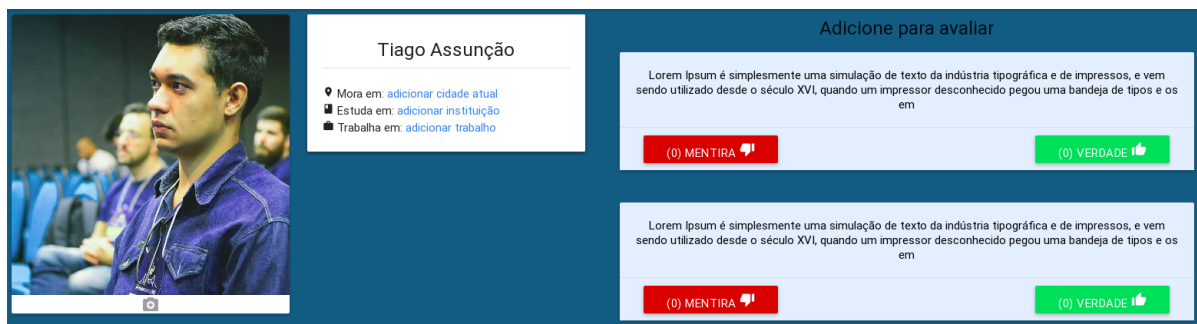 Tiago Assunção
Mora em: adicionar cidade atual
Estuda em: adicionar instituição
Trabalha em: adicionar trabalho
Adicione para avaliar
Lorem Ipsum é simplesmente uma simulação de texto da indústria tipográfica e de impressos, e vem
sendo utilizado desde o século XVI, quando um impressor desconhecido pegou uma bandeja de tipos e os
em
(0) MENTIRA
(0) VERDADE
Lorem Ipsum é simplesmente uma simulação de texto da indústria tipográfica e de impressos, e vem
sendo utilizado desde o século XVI, quando um impressor desconhecido pegou uma bandeja de tipos e os
em
(0) MENTIRA
(0) VERDADE